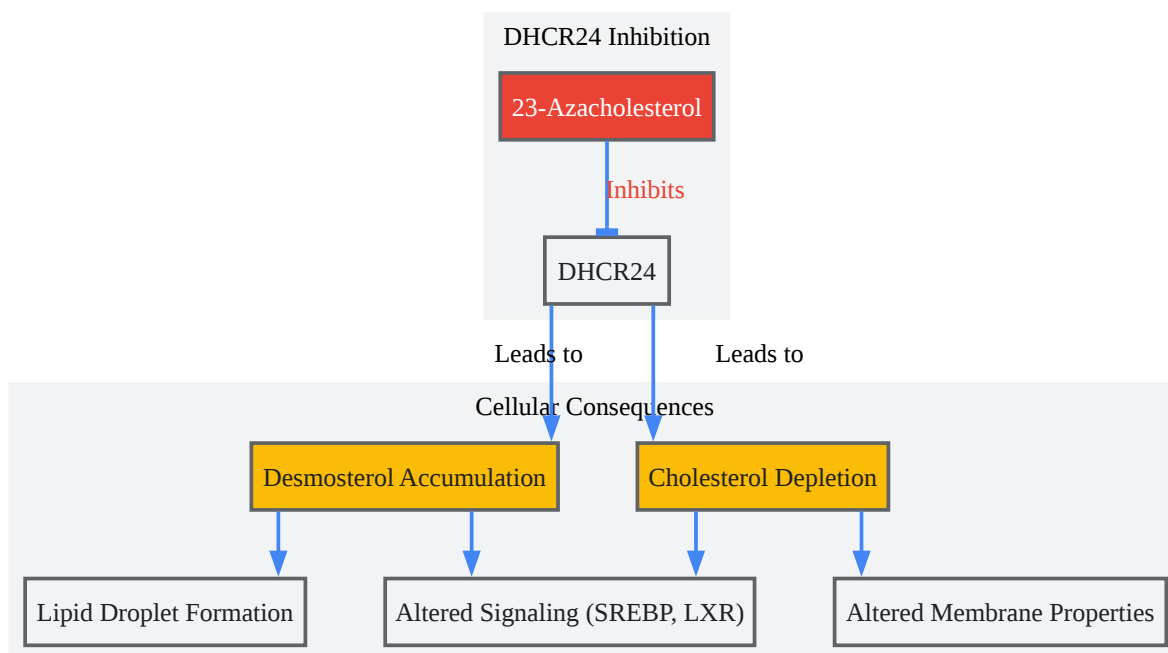 DHCR24 Inhibition
23-Azacholesterol
Inhibits
DHCR24
Leads to
Leads to
Cellular Consequences
Desmosterol Accumulation
Cholesterol Depletion
Lipid Droplet Formation
Altered Signaling (SREBP, LXR)
Altered Membrane Properties